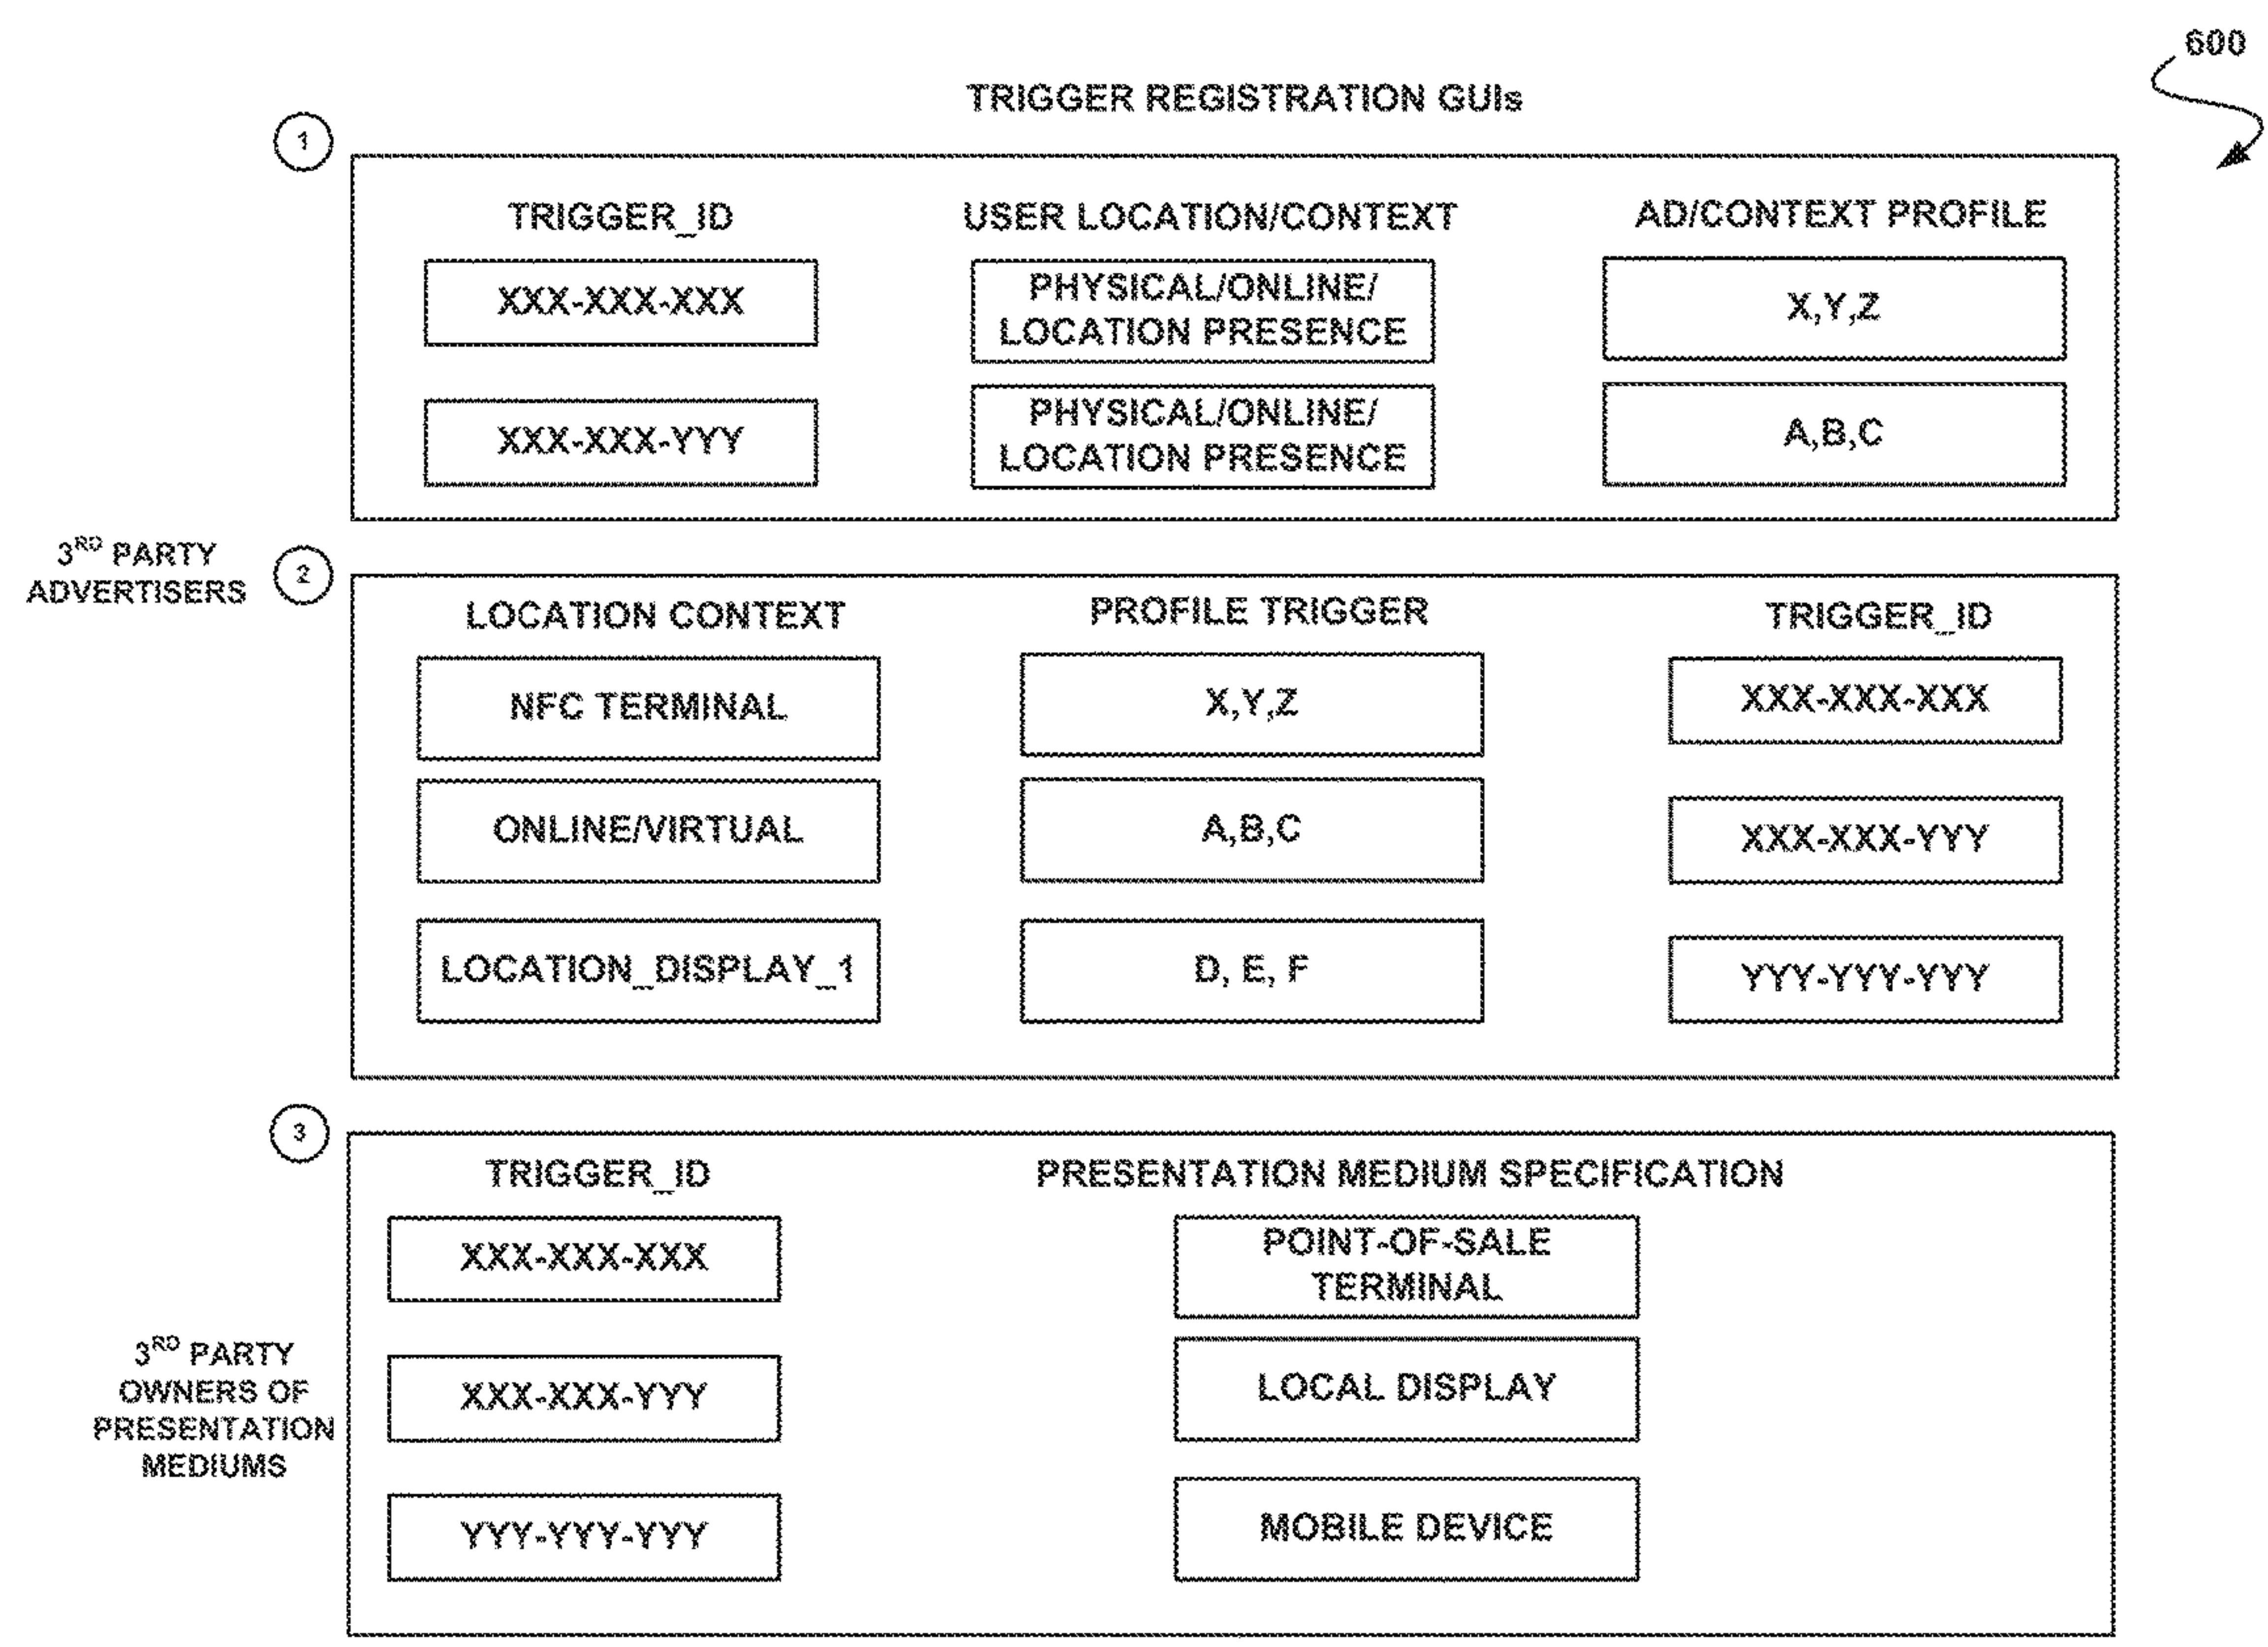 600
TRIGGER REGISTRATION GUIs
1
TRIGGER_ID
USER LOCATION/CONTEXT
AD/CONTEXT PROFILE
XXX-XXX-XXX
PHYSICAL/ONLINE/
LOCATION PRESENCE
X,Y,Z
XXX-XXX-YYY
PHYSICAL/ONLINE/
LOCATION PRESENCE
A,B,C
3RD PARTY
ADVERTISERS
2
LOCATION CONTEXT
PROFILE TRIGGER
TRIGGER_ID
NFC TERMINAL
X,Y,Z
XXX-XXX-XXX
ONLINE/VIRTUAL
A,B,C
XXX-XXX-YYY
LOCATION_DISPLAY_1
D, E, F
YYY-YYY-YYY
3
TRIGGER_ID
PRESENTATION MEDIUM SPECIFICATION
XXX-XXX-XXX
POINT-OF-SALE
TERMINAL
3RD PARTY
OWNERS OF
PRESENTATION
MEDIUMS
XXX-XXX-YYY
LOCAL DISPLAY
YYY-YYY-YYY
MOBILE DEVICE